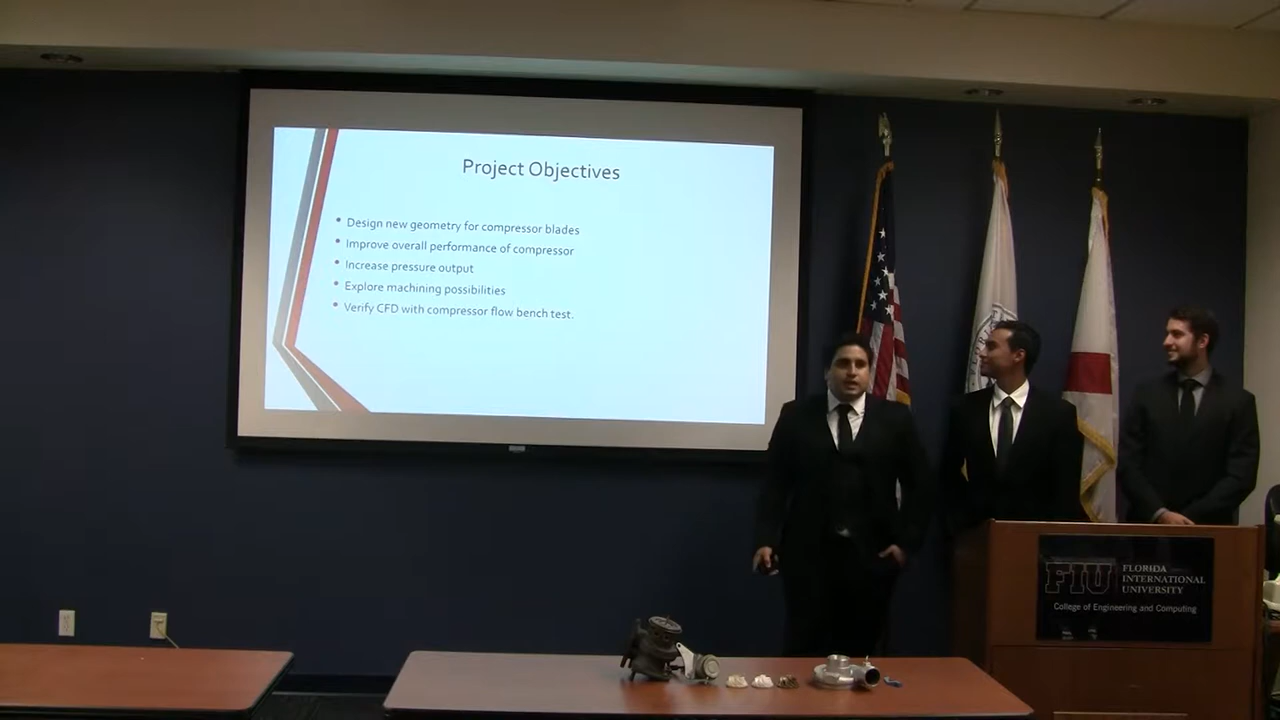 Project Objectives
• Design new geometry for compressor blades
• Improve overall performance of compressor
• Increase pressure output
• Explore machining possibilities
• Verify CFD with compressor flow bench test.
FIU
FLORIDA
INTERNATIONAL
UNIVERSITY
College of Engineering and Computing